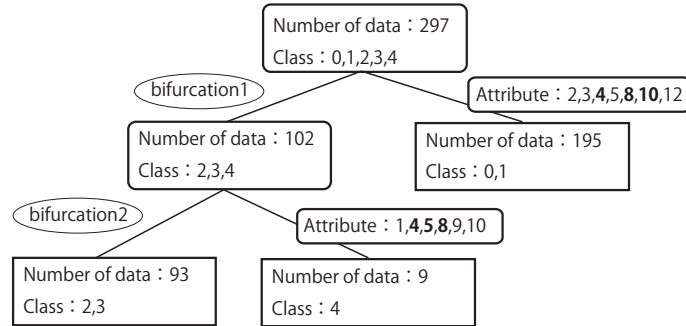 Number of data：297
Class：0,1,2,3,4
bifurcation1
Attribute：2,3,4,5,8,10,12
Number of data：102
Class：2,3,4
Number of data：195
Class：0,1
bifurcation2
Attribute：1,4,5,8,9,10
Number of data：93
Class：2,3
Number of data：9
Class：4